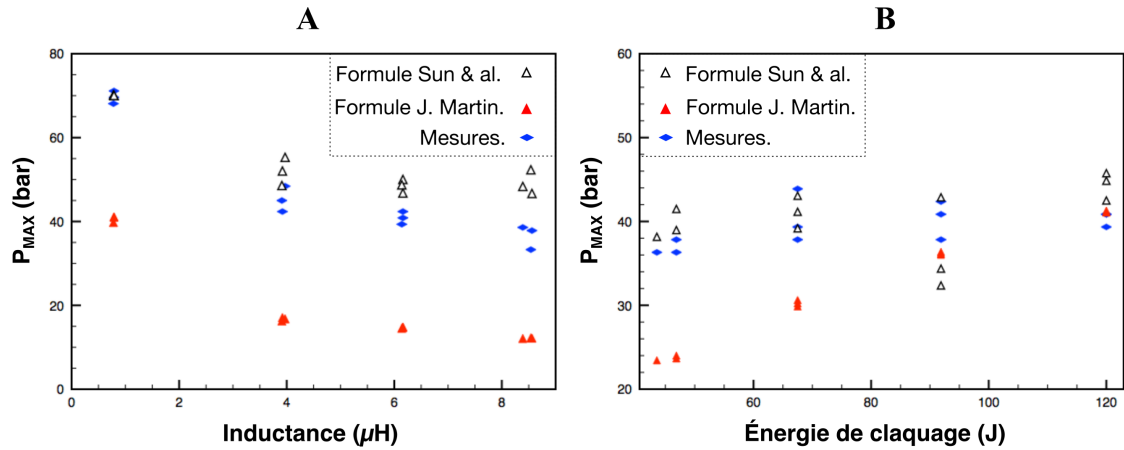 A
80
60
40
20
0
0
2
4
6
8
P_MAX (bar)
Inductance (µH)
Formule Sun & al.
Formule J. Martin.
Mesures.
B
60
50
40
30
20
60
80
100
120
P_MAX (bar)
Énergie de claquage (J)
Formule Sun & al.
Formule J. Martin.
Mesures.